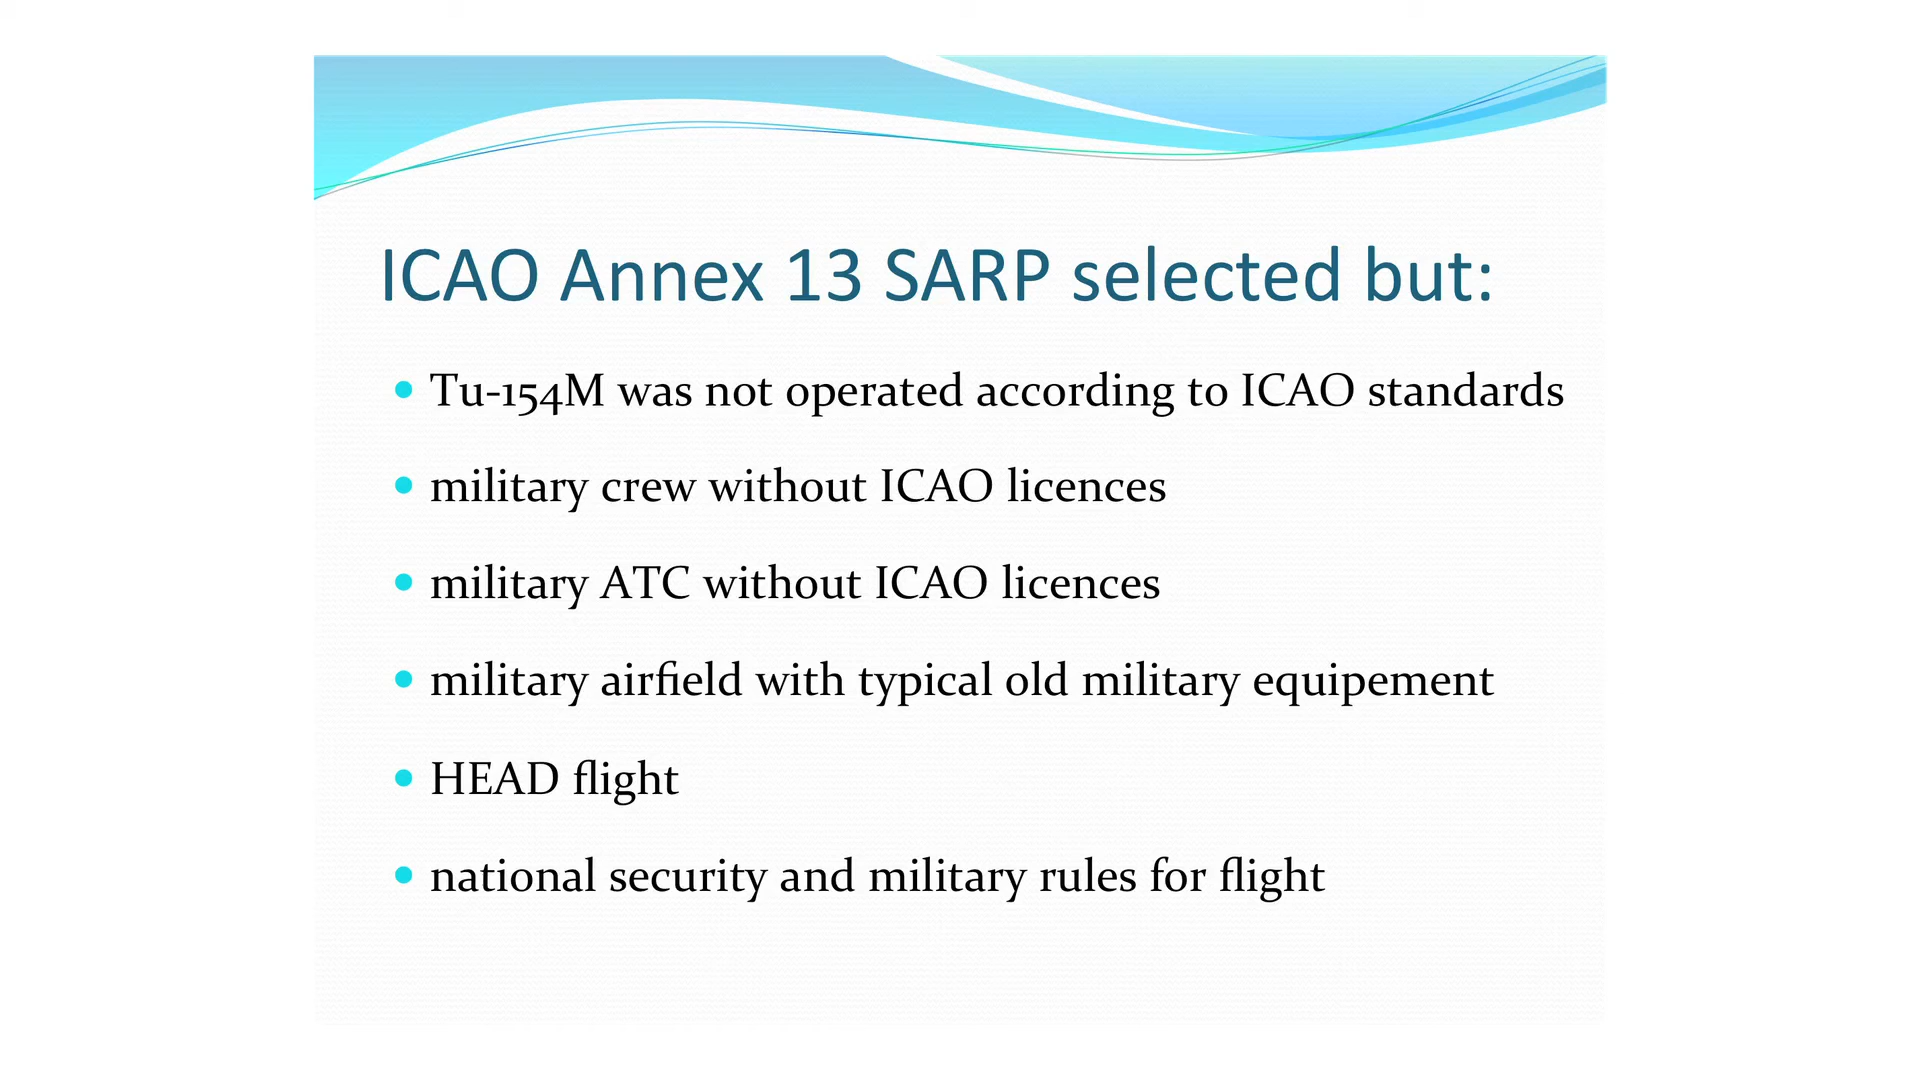 ICAO Annex 13 SARP selected but:
• Tu-154M was not operated according to ICAO standards
• military crew without ICAO licences
• military ATC without ICAO licences
• military airfield with typical old military equipement
• HEAD flight
• national security and military rules for flight